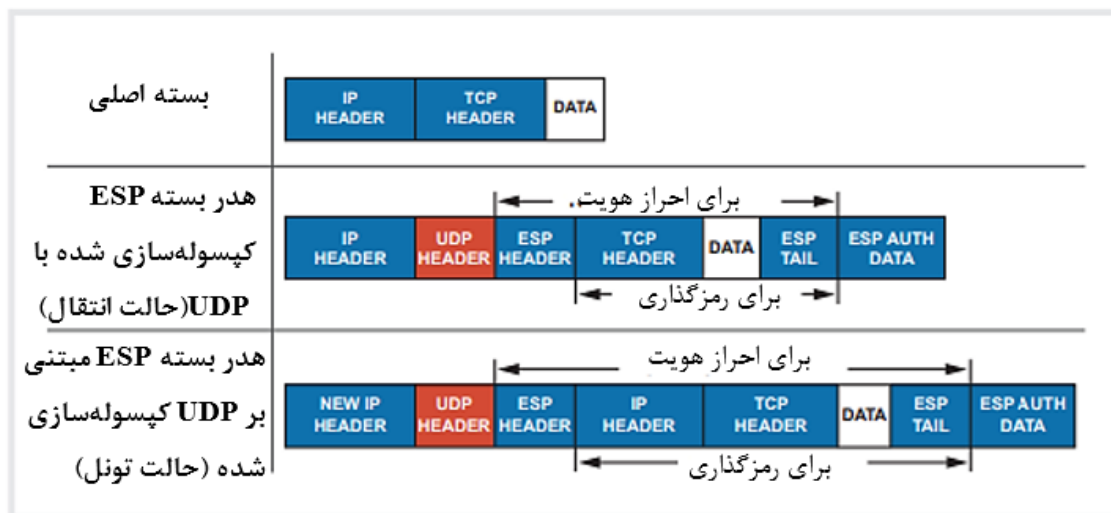 بسته اصلی
IP
HEADER
TCP
HEADER
DATA
هدر بسته ESP
کپسوله‌سازی شده با
UDP(حالت انتقال)
برای احراز هویت.
IP
HEADER
UDP
HEADER
ESP
HEADER
TCP
HEADER
DATA
ESP
TAIL
ESP AUTH
DATA
برای رمزگذاری
هدر بسته ESP مبتنی
بر UDP کپسوله‌سازی
شده (حالت تونل)
برای احراز هویت
NEW IP
HEADER
UDP
HEADER
ESP
HEADER
IP
HEADER
TCP
HEADER
DATA
ESP
TAIL
ESP AUTH
DATA
برای رمزگذاری